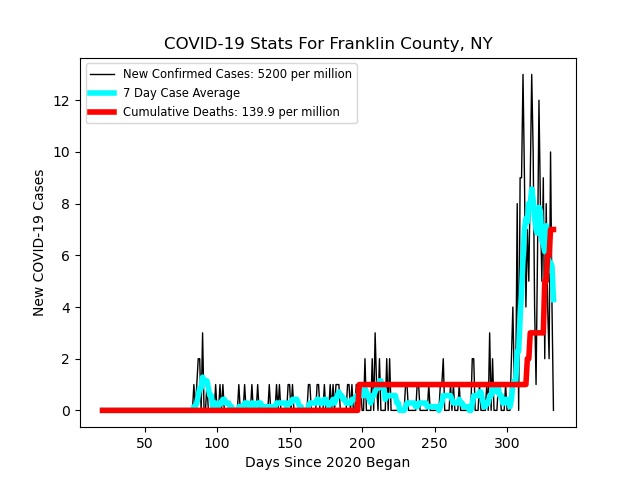 COVID-19 Stats For Franklin County, NY
New Confirmed Cases: 5200 per million
7 Day Case Average
Cumulative Deaths: 139.9 per million
New COVID-19 Cases
12
10
8
6
4
2
0
50 100 150 200 250 300
Days Since 2020 Began